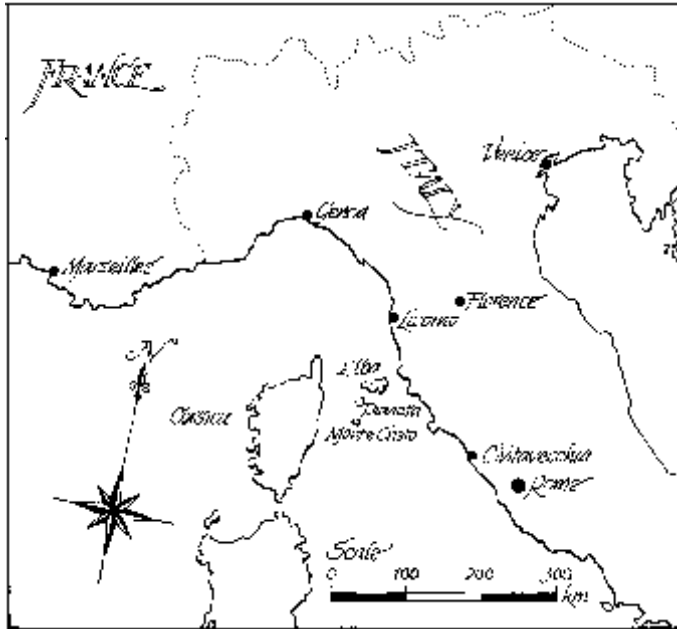 FRANCE
ITALY
Venice
Genoa
Marseilles
Florence
Livorno
N
Elba
Corsica
Pianosa
Monte Cristo
Civitavecchia
Rome
Scale
0 100 200 300
km